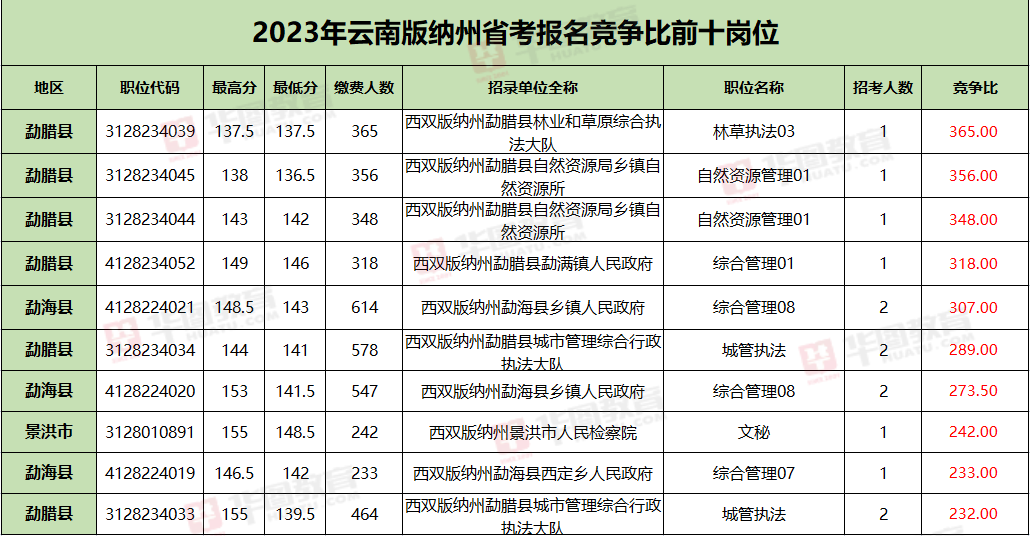 2023年云南版纳州省考报名竞争比前十岗位
地区 职位代码 最高分 最低分 缴费人数 招录单位全称 职位名称 招考人数 竞争比
勐腊县 3128234039 137.5 137.5 365 西双版纳州勐腊县林业和草原综合执法大队 林草执法03 1 365.00
勐腊县 3128234045 138 136.5 356 西双版纳州勐腊县自然资源局乡镇自然资源所 自然资源管理01 1 356.00
勐腊县 3128234044 143 142 348 西双版纳州勐腊县自然资源局乡镇自然资源所 自然资源管理01 1 348.00
勐腊县 4128234052 149 146 318 西双版纳州勐腊县勐满镇人民政府 综合管理01 1 318.00
勐海县 4128224021 148.5 143 614 西双版纳州勐海县乡镇人民政府 综合管理08 2 307.00
勐腊县 3128234034 144 141 578 西双版纳州勐腊县城市管理综合行政执法大队 城管执法 2 289.00
勐海县 4128224020 153 141.5 547 西双版纳州勐海县乡镇人民政府 综合管理08 2 273.50
景洪市 3128010891 155 148.5 242 西双版纳州景洪市人民检察院 文秘 1 242.00
勐海县 4128224019 146.5 142 233 西双版纳州勐海县西定乡人民政府 综合管理07 1 233.00
勐腊县 3128234033 155 139.5 464 西双版纳州勐腊县城市管理综合行政执法大队 城管执法 2 232.00
华图教育
HUATU.COM